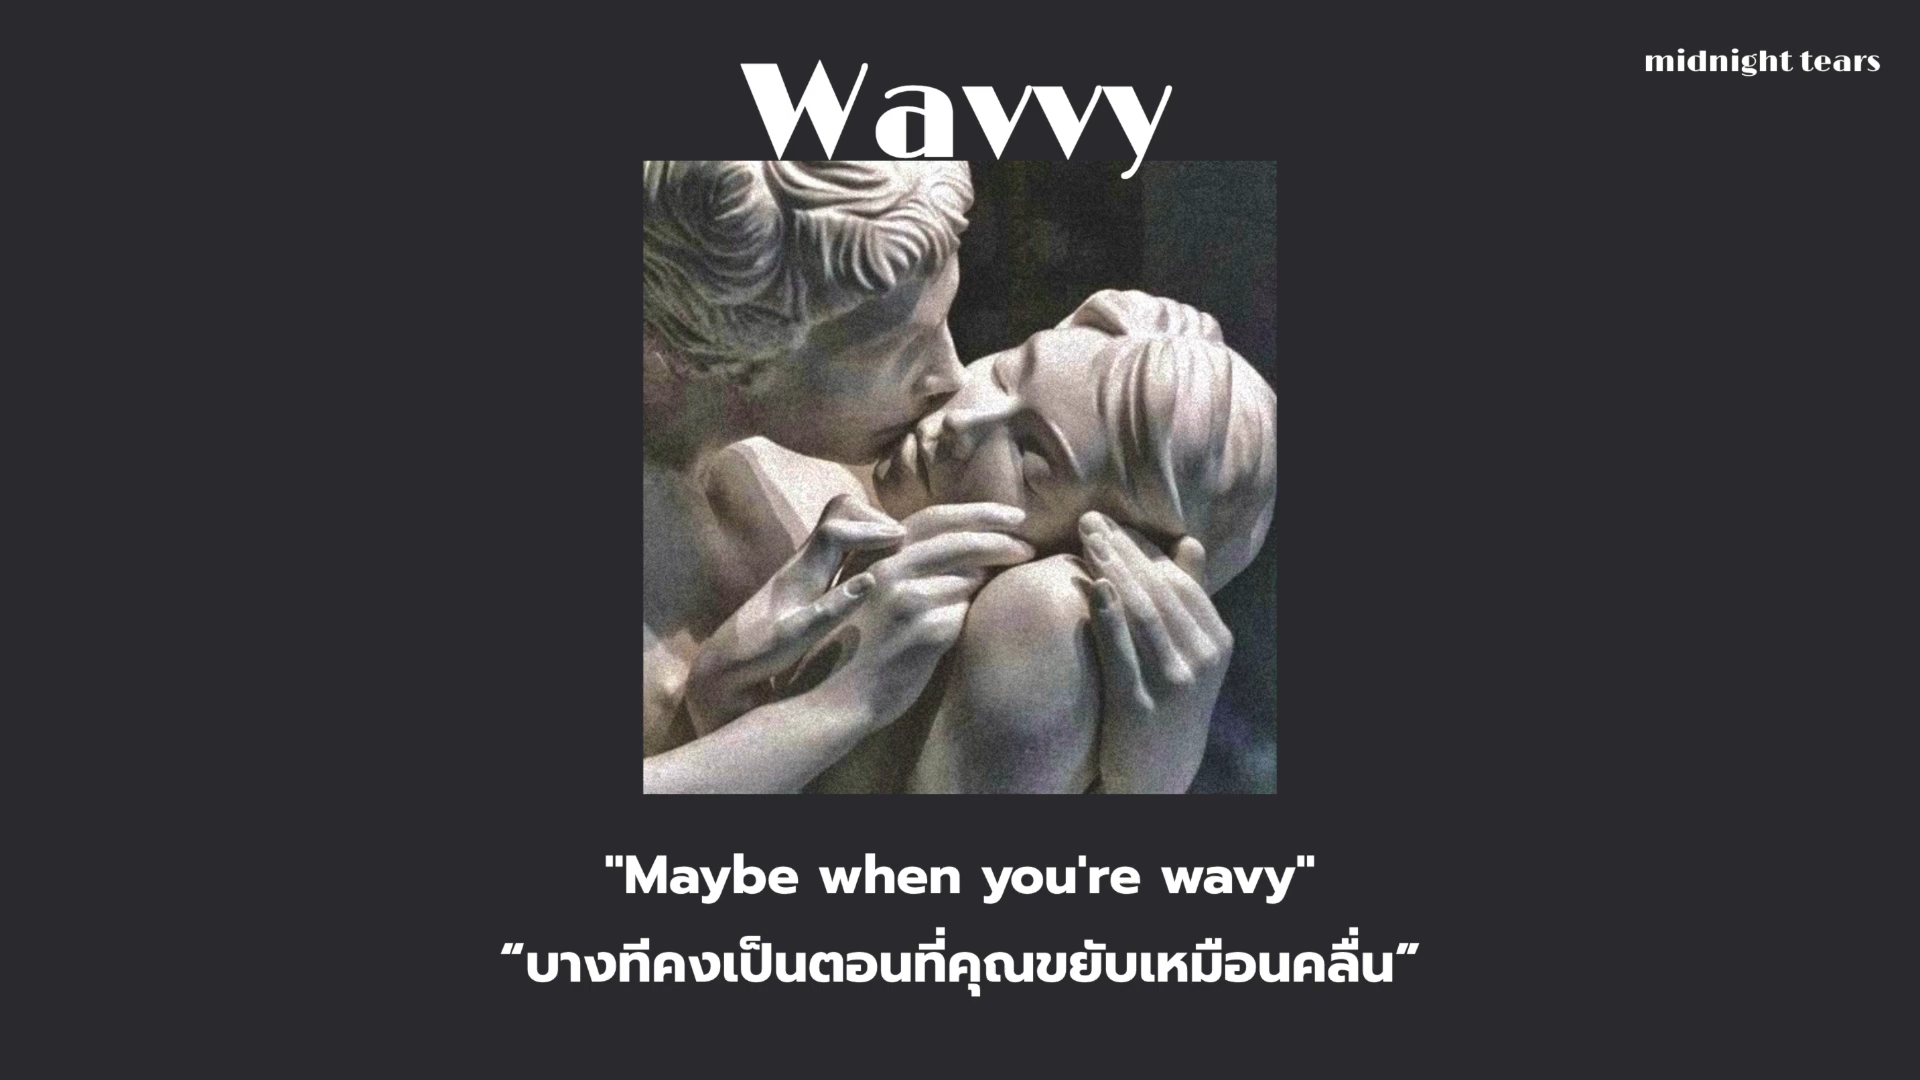 midnight tears
Wavvy
"Maybe when you're wavy"
“บางทีคงเป็นตอนที่คุณขยับเหมือนคลื่น”